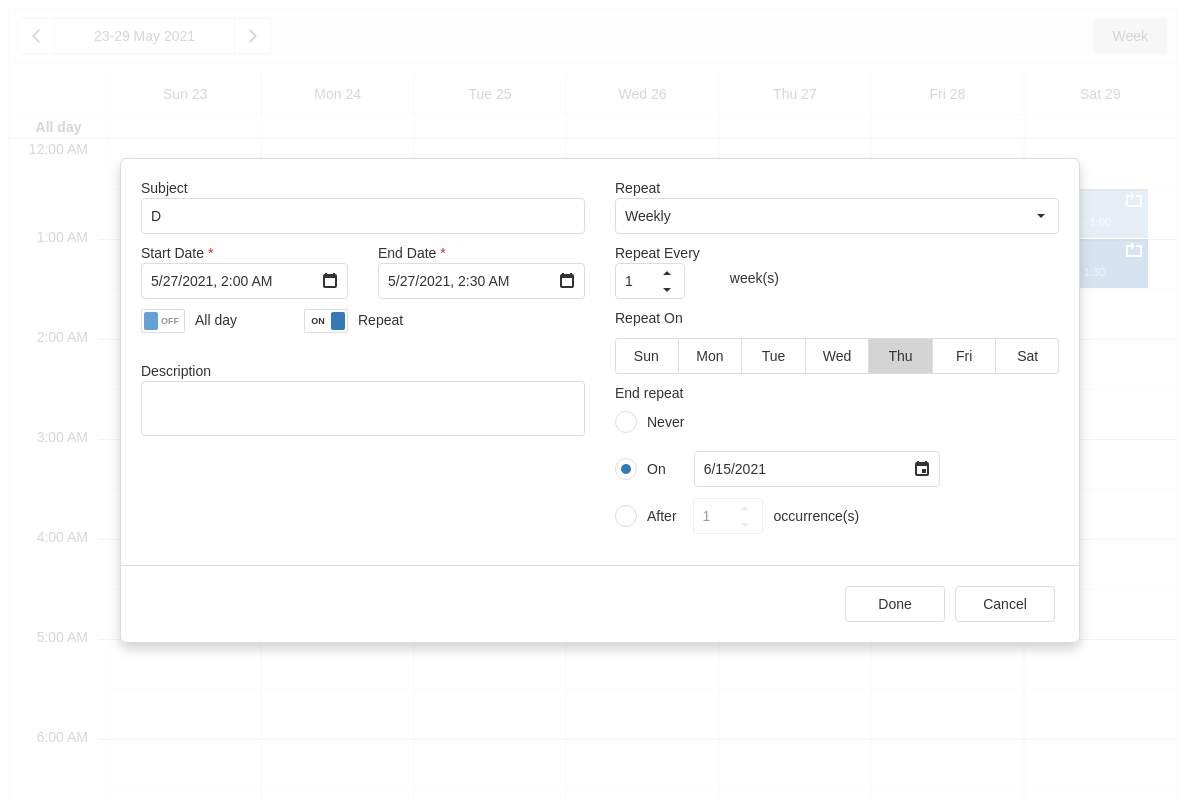 23-29 May 2021
Week
Sun 23
Mon 24
Tue 25
Wed 26
Thu 27
Fri 28
Sat 29
All day
12:00 AM
1:00 AM
2:00 AM
3:00 AM
4:00 AM
5:00 AM
6:00 AM
- 1:00
1:30
Subject
D
Start Date *
End Date *
5/27/2021, 2:00 AM
5/27/2021, 2:30 AM
OFF
All day
ON
Repeat
Description
Repeat
Weekly
Repeat Every
1
week(s)
Repeat On
Sun
Mon
Tue
Wed
Thu
Fri
Sat
End repeat
Never
On
6/15/2021
After
1
occurrence(s)
Done
Cancel